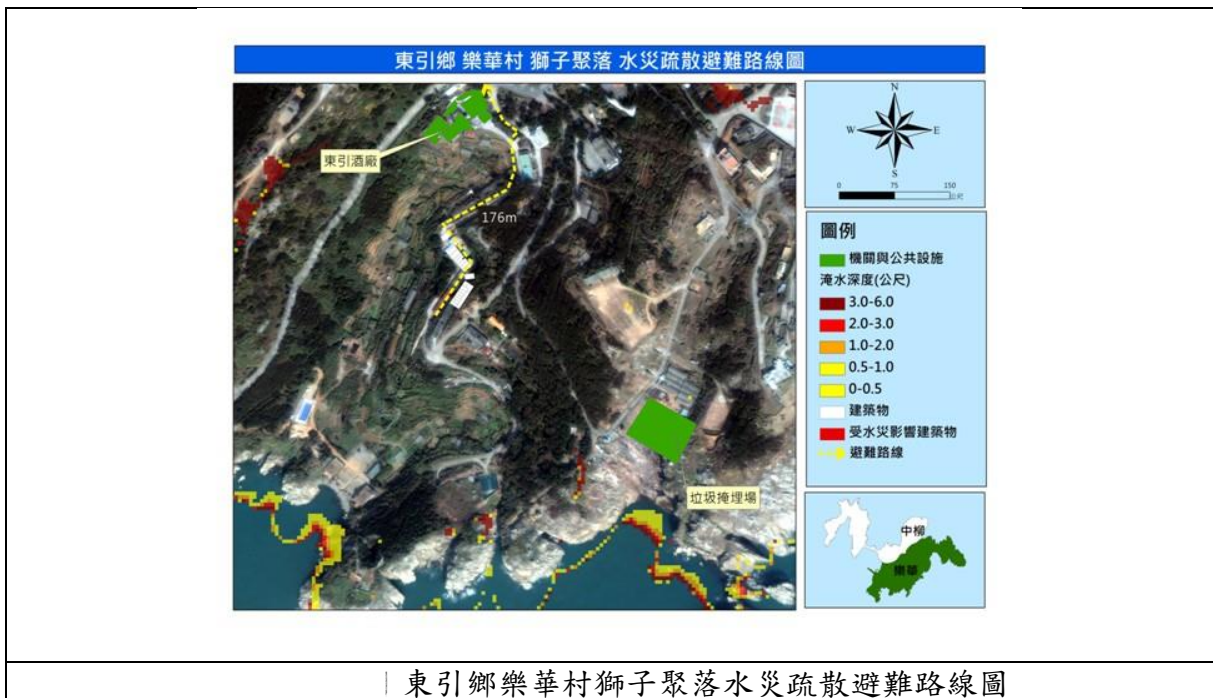 東引鄉 樂華村 獅子聚落 水災疏散避難路線圖
東引酒廠
176m
垃圾掩埋場
N
W
E
S
0 75 150
公尺
圖例
機關與公共設施
淹水深度(公尺)
3.0-6.0
2.0-3.0
1.0-2.0
0.5-1.0
0-0.5
建築物
受水災影響建築物
避難路線
中柳
樂華
東引鄉樂華村獅子聚落水災疏散避難路線圖